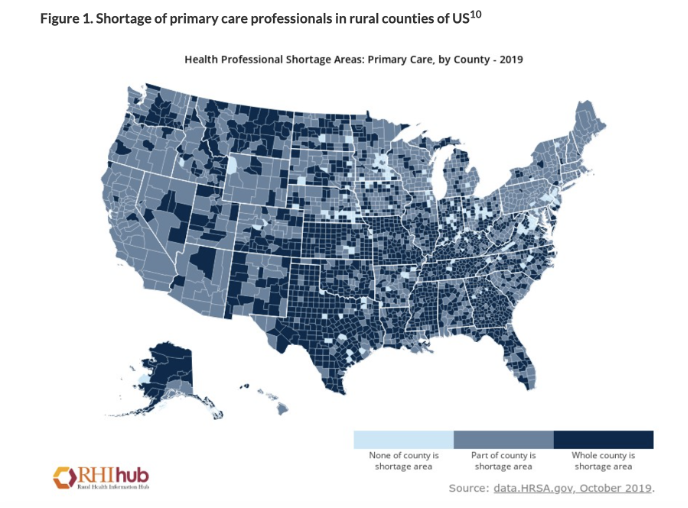 Figure 1. Shortage of primary care professionals in rural counties of US10
Health Professional Shortage Areas: Primary Care, by County - 2019
None of county is
shortage area
Part of county is
shortage area
Whole county is
shortage area
RHIhub
Rural Health Information Hub
Source: data.HRSA.gov, October 2019.